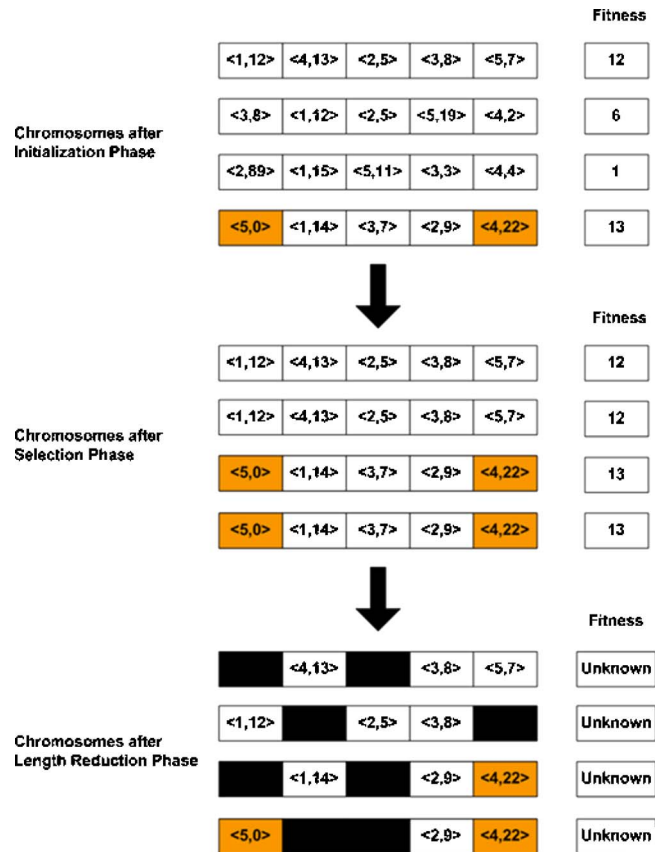 Fitness
<1,12> <4,13> <2,5> <3,8> <5,7> 12
<3,8> <1,12> <2,5> <5,19> <4,2> 6
Chromosomes after
Initialization Phase
<2,89> <1,15> <5,11> <3,3> <4,4> 1
<5,0> <1,14> <3,7> <2,9> <4,22> 13
Fitness
<1,12> <4,13> <2,5> <3,8> <5,7> 12
<1,12> <4,13> <2,5> <3,8> <5,7> 12
Chromosomes after
Selection Phase
<5,0> <1,14> <3,7> <2,9> <4,22> 13
<5,0> <1,14> <3,7> <2,9> <4,22> 13
Fitness
<4,13> <3,8> <5,7> Unknown
<1,12> <2,5> <3,8> Unknown
Chromosomes after
Length Reduction Phase
<1,14> <2,9> <4,22> Unknown
<5,0> <2,9> <4,22> Unknown